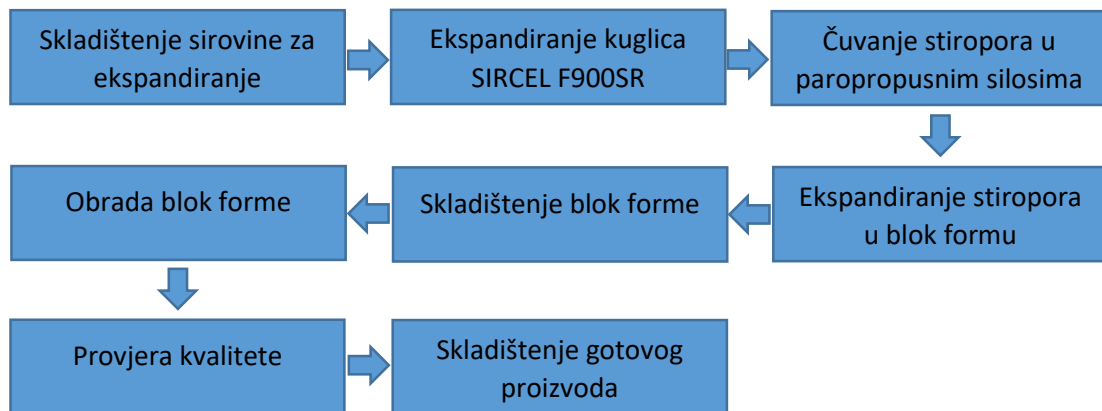 Skladištenje sirovine za
ekspandiranje
Ekspandiranje kuglica
SIRCEL F900SR
Čuvanje stiropora u
paropropusnim silosima
Ekspandiranje stiropora
u blok formu
Skladištenje blok forme
Obrada blok forme
Provjera kvalitete
Skladištenje gotovog
proizvoda